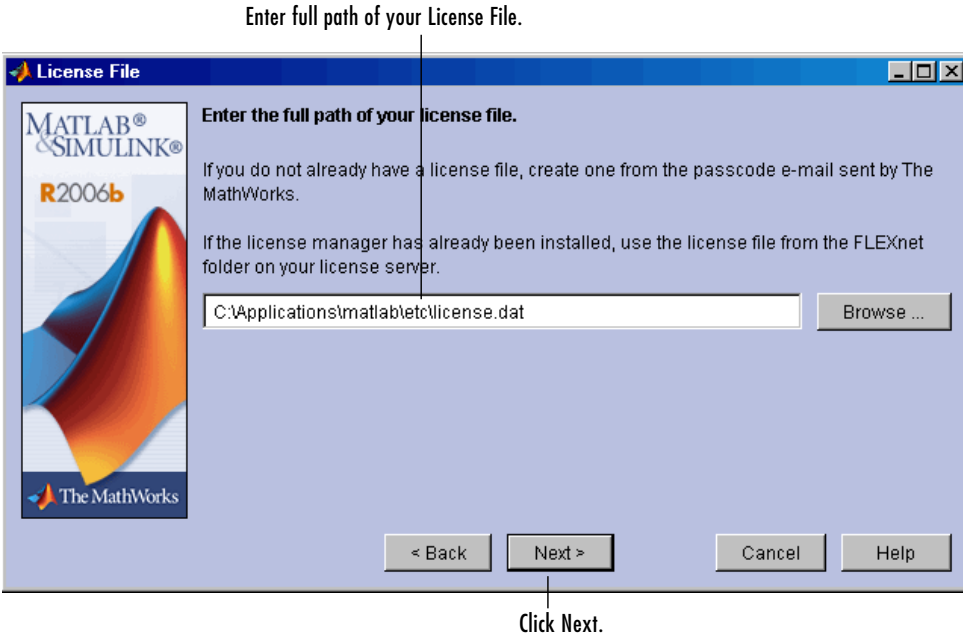 Enter full path of your License File.
License File
MATLAB®
&SIMULINK®
R2006b
Enter the full path of your license file.
If you do not already have a license file, create one from the passcode e-mail sent by The
MathWorks.
If the license manager has already been installed, use the license file from the FLEXnet
folder on your license server.
C:\Applications\matlab\etc\license.dat
Browse ...
The MathWorks
< Back
Next >
Cancel
Help
Click Next.